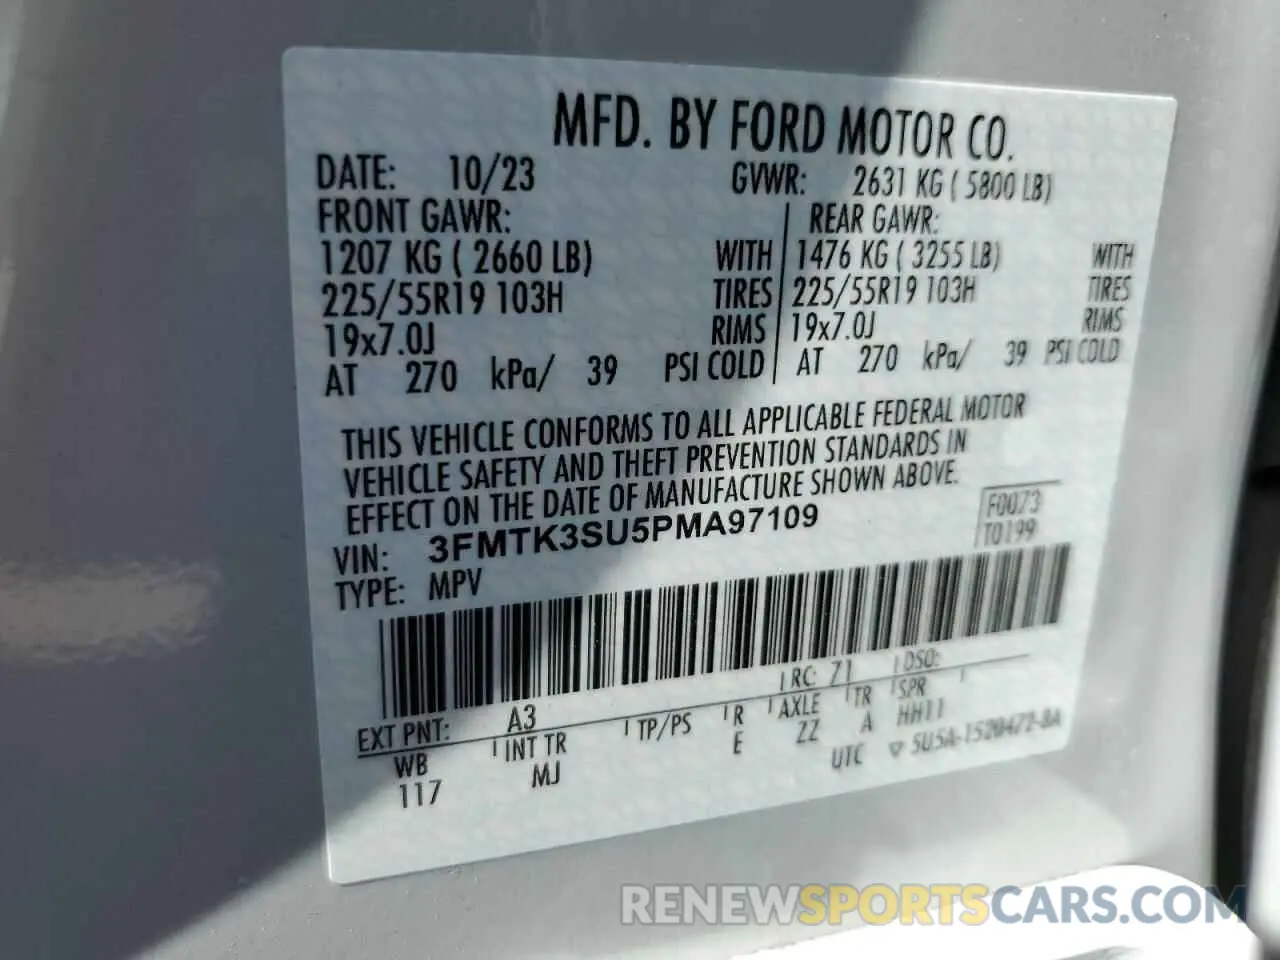 MFD. BY FORD MOTOR CO.
DATE: 10/23 GVWR: 2631 KG ( 5800 LB)
FRONT GAWR: REAR GAWR:
1207 KG ( 2660 LB) WITH 1476 KG ( 3255 LB) WITH
225/55R19 103H TIRES 225/55R19 103H TIRES
19x7.0J RIMS 19x7.0J RIMS
AT 270 kPa/ 39 PSI COLD AT 270 kPa/ 39 PSI COLD
THIS VEHICLE CONFORMS TO ALL APPLICABLE FEDERAL MOTOR
VEHICLE SAFETY AND THEFT PREVENTION STANDARDS IN
EFFECT ON THE DATE OF MANUFACTURE SHOWN ABOVE.
VIN: 3FMTK3SU5PMA97109 F0073
TYPE: MPV T0199
EXT PNT: A3 RC: 71 DSO:
WB INT TR TP/PS R AXLE TR SPR
117 MJ E ZZ A HH11
UTC ▽ 5U5A-1520472-BA
RENEWSPORTSCARS.COM